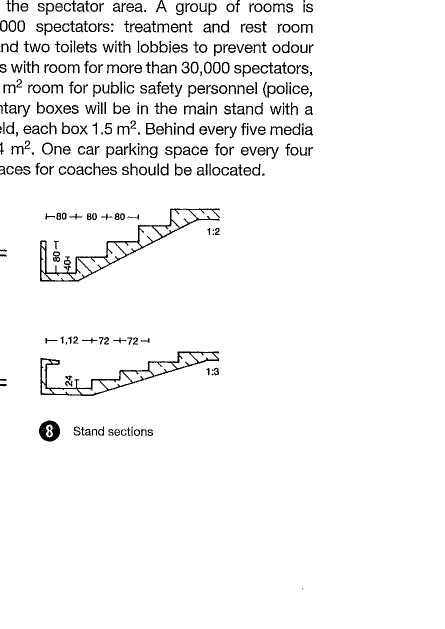 the spectator area. A group of rooms is
000 spectators: treatment and rest room
nd two toilets with lobbies to prevent odour
s with room for more than 30,000 spectators,
m² room for public safety personnel (police,
ntary boxes will be in the main stand with a
eld, each box 1.5 m². Behind every five media
4 m². One car parking space for every four
aces for coaches should be allocated.
80 80 80
80
40
1:2
1,12 72 72
24
1:3
8 Stand sections